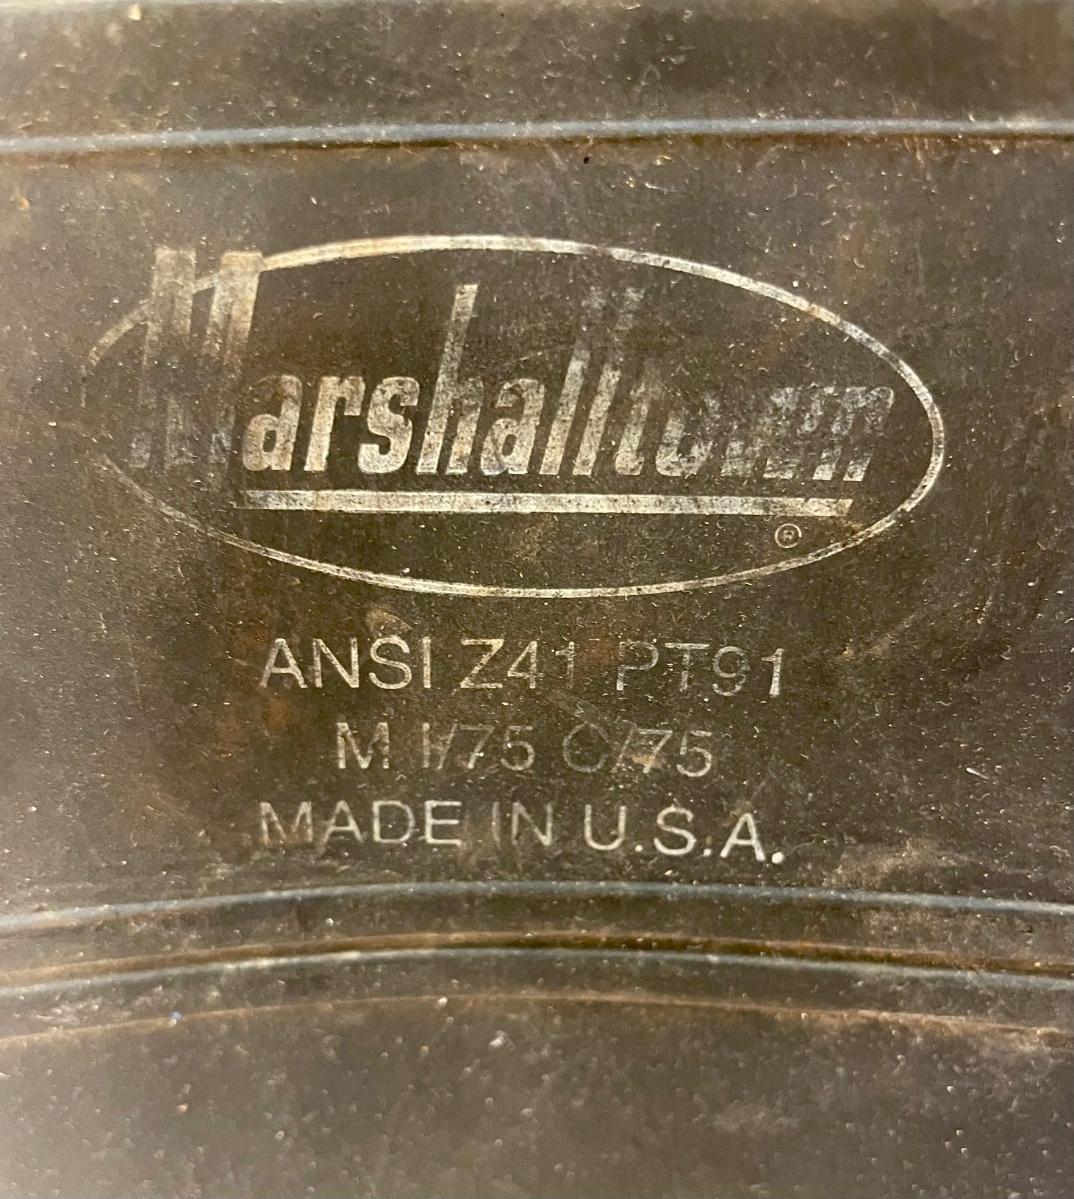 Marshalltown
®
ANSI Z41 PT91
M I/75 C/75
MADE IN U.S.A.